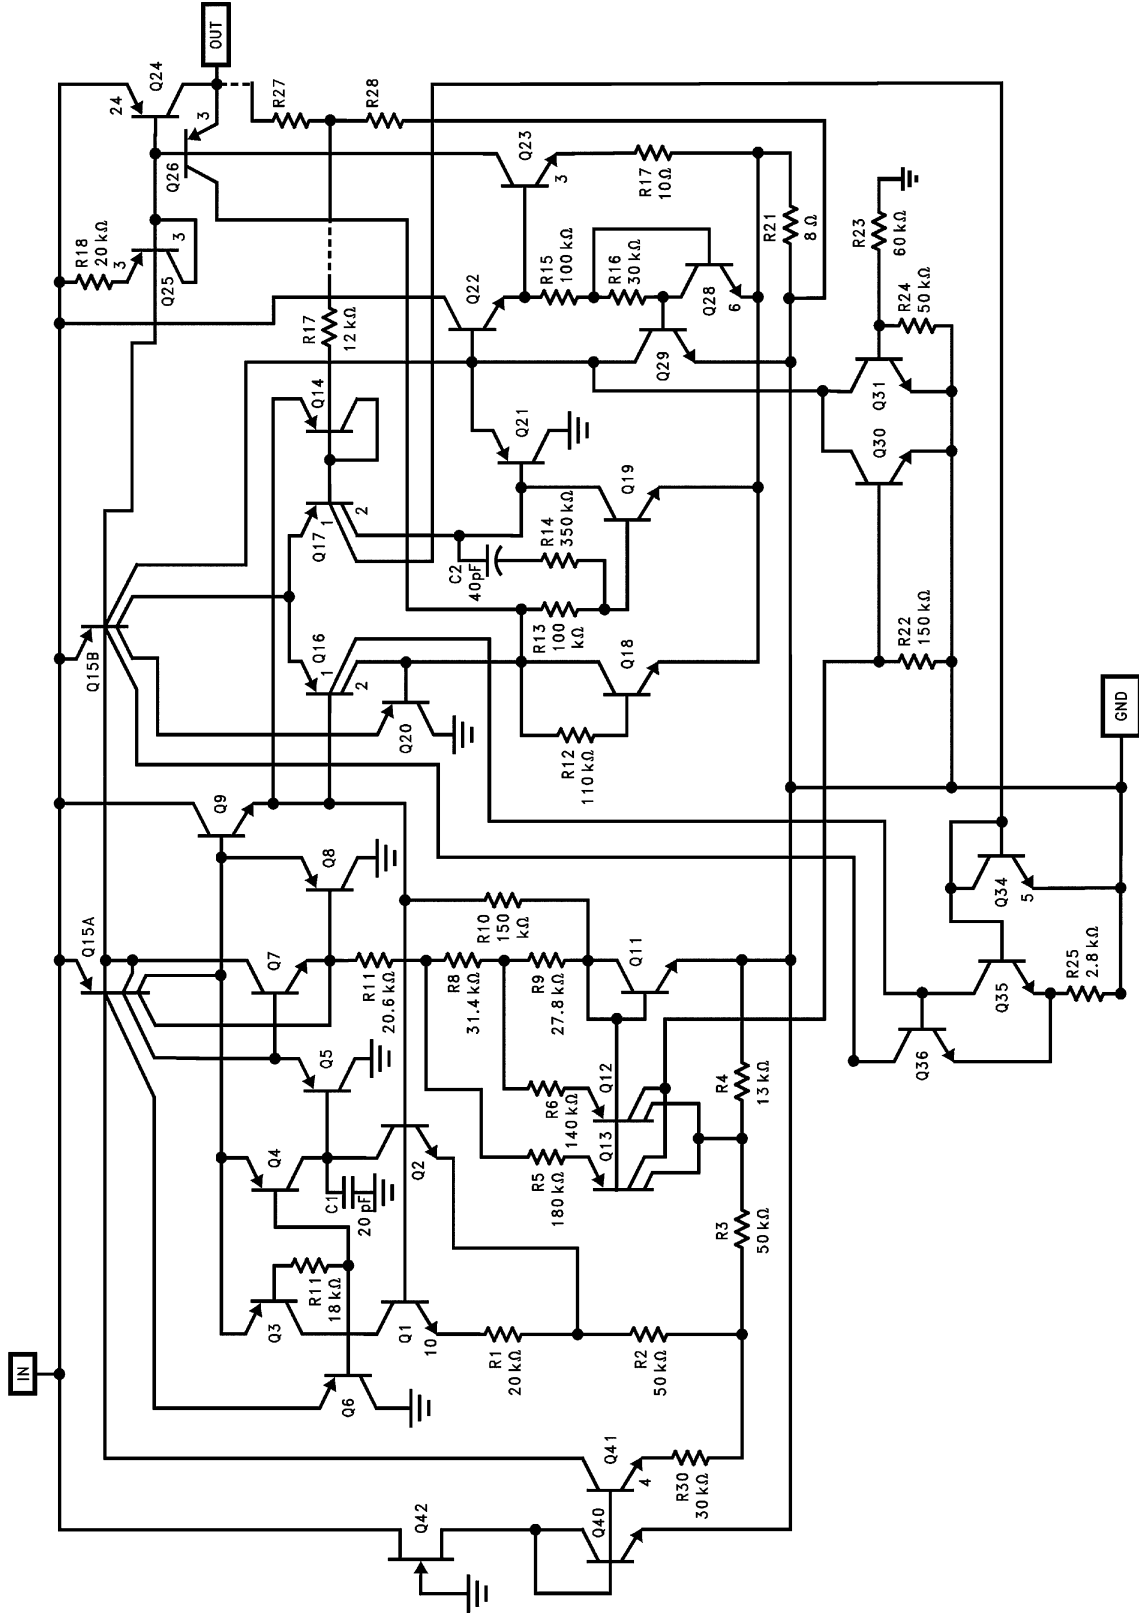 IN
Q42
Q40
Q41
4
R30
30 kΩ
Q6
Q3
R11
18 kΩ
Q1
10
R1
20 kΩ
R2
50 kΩ
Q4
C1
20 pF
Q2
R3
50 kΩ
Q5
R5
180 kΩ
Q13
R6
140 kΩ
Q12
R4
13 kΩ
Q15A
Q7
R11
20.6 kΩ
R8
31.4 kΩ
R9
27.8 kΩ
R10
150
kΩ
Q11
Q8
Q9
Q36
Q35
R25
2.8 kΩ
Q34
5
GND
Q15B
Q20
R12
110 kΩ
Q16
1
2
R13
100
kΩ
Q18
R22
150 kΩ
Q17
1
2
C2
40pF
R14
350 kΩ
Q19
Q21
Q14
Q30
Q31
R17
12 kΩ
Q22
R15
100 kΩ
R16
30 kΩ
Q29
Q28
6
R24
50 kΩ
R23
60 kΩ
R18
20 kΩ
3
Q25
3
Q26
3
24
Q24
OUT
R27
R28
Q23
3
R17
10Ω
R21
8 Ω